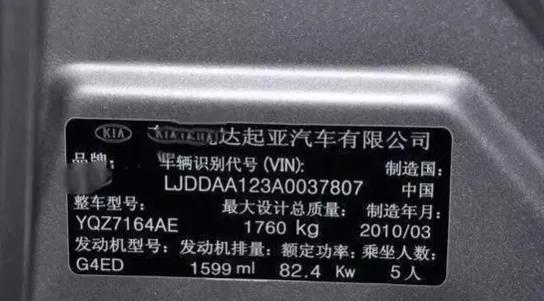 KIA 达起亚汽车有限公司
品牌: 车辆识别代号(VIN): 制造国:
LJDDAA123A0037807 中国
整车型号: 最大设计总质量: 制造年月:
YQZ7164AE 1760 kg 2010/03
发动机型号: 发动机排量: 额定功率: 乘坐人数:
G4ED 1599 ml 82.4 Kw 5人